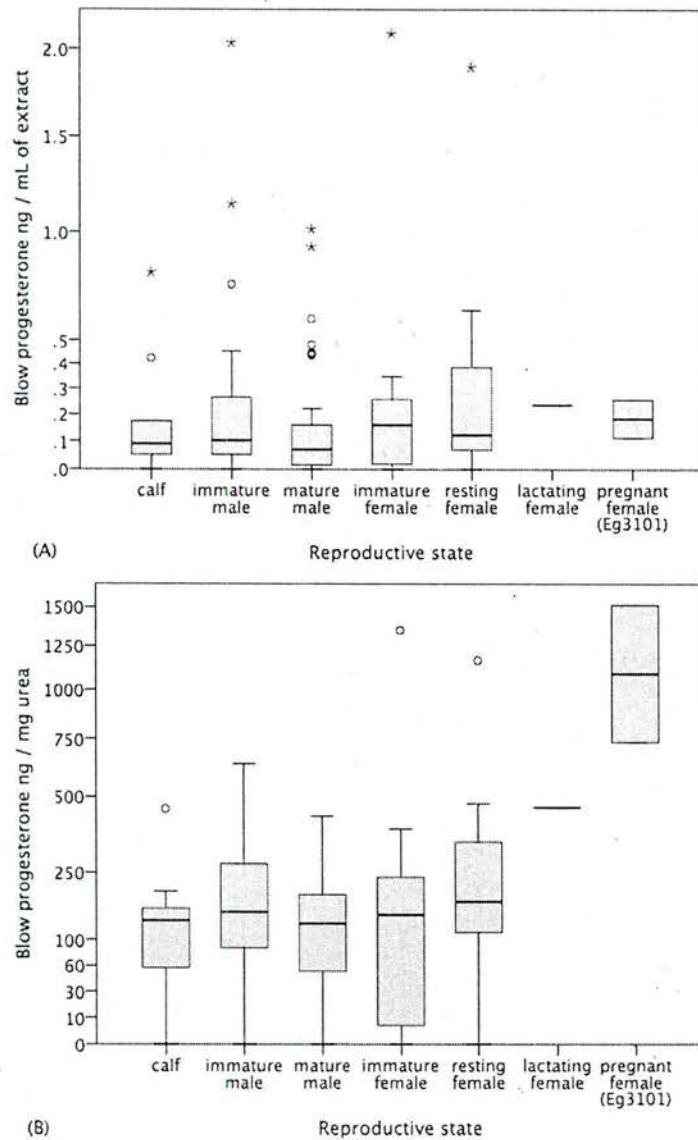 Blow progesterone ng / mL of extract
2.0
1.5
1.0
.5
.4
.3
.2
.1
.0
calf
immature male
mature male
immature female
resting female
lactating female
pregnant female (Eg3101)
(A)
Reproductive state
Blow progesterone ng / mg urea
1500
1250
1000
750
500
250
100
60
30
10
0
calf
immature male
mature male
immature female
resting female
lactating female
pregnant female (Eg3101)
(B)
Reproductive state